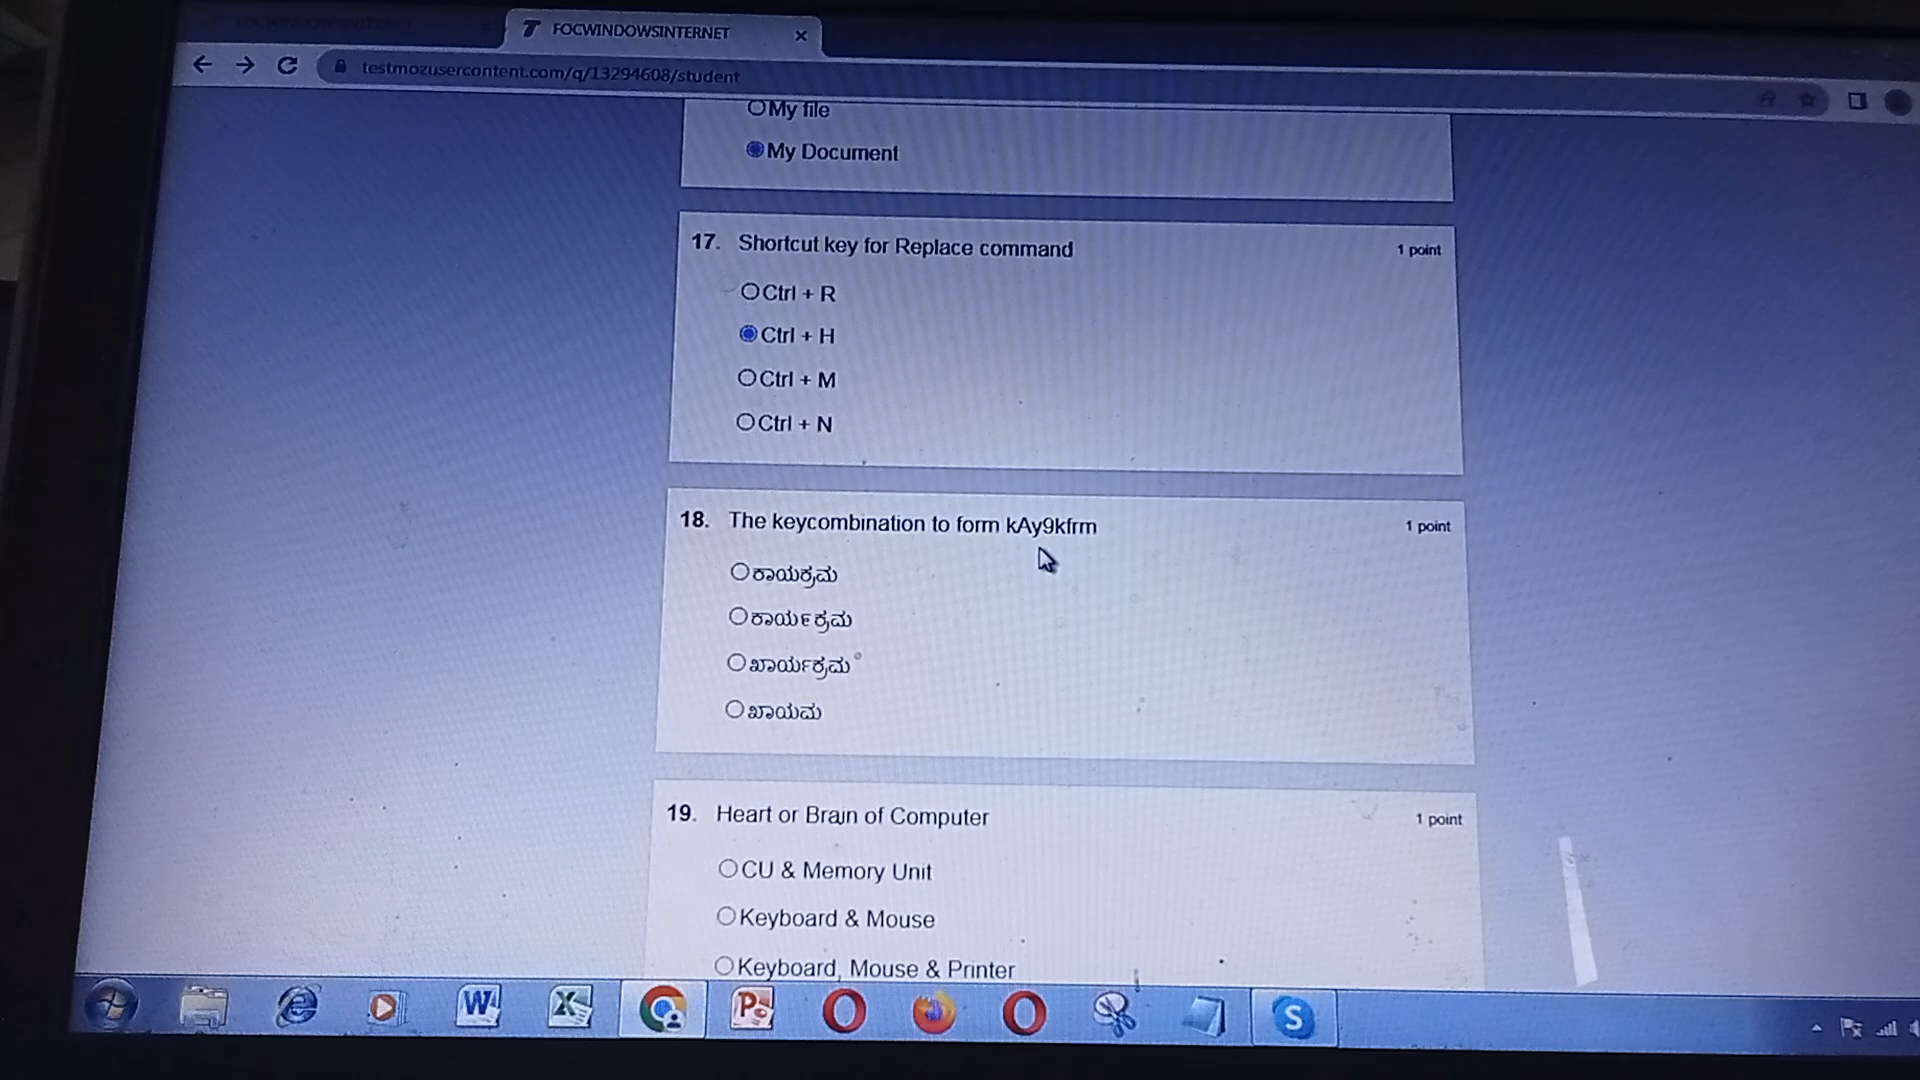 FOCWINDOWSINTERNET
testmozusercontent.com/q/13294608/student
My file
My Document
17. Shortcut key for Replace command 1 point
Ctrl + R
Ctrl + H
Ctrl + M
Ctrl + N
18. The keycombination to form kAy9kfrm 1 point
ಕಾಯಕ್ರಮ
ಕಾರ್ಯಕ್ರಮ
ಖಾರ್ಯಕ್ರಮ
ಖಾಯಮ
19. Heart or Brain of Computer 1 point
CU & Memory Unit
Keyboard & Mouse
Keyboard, Mouse & Printer